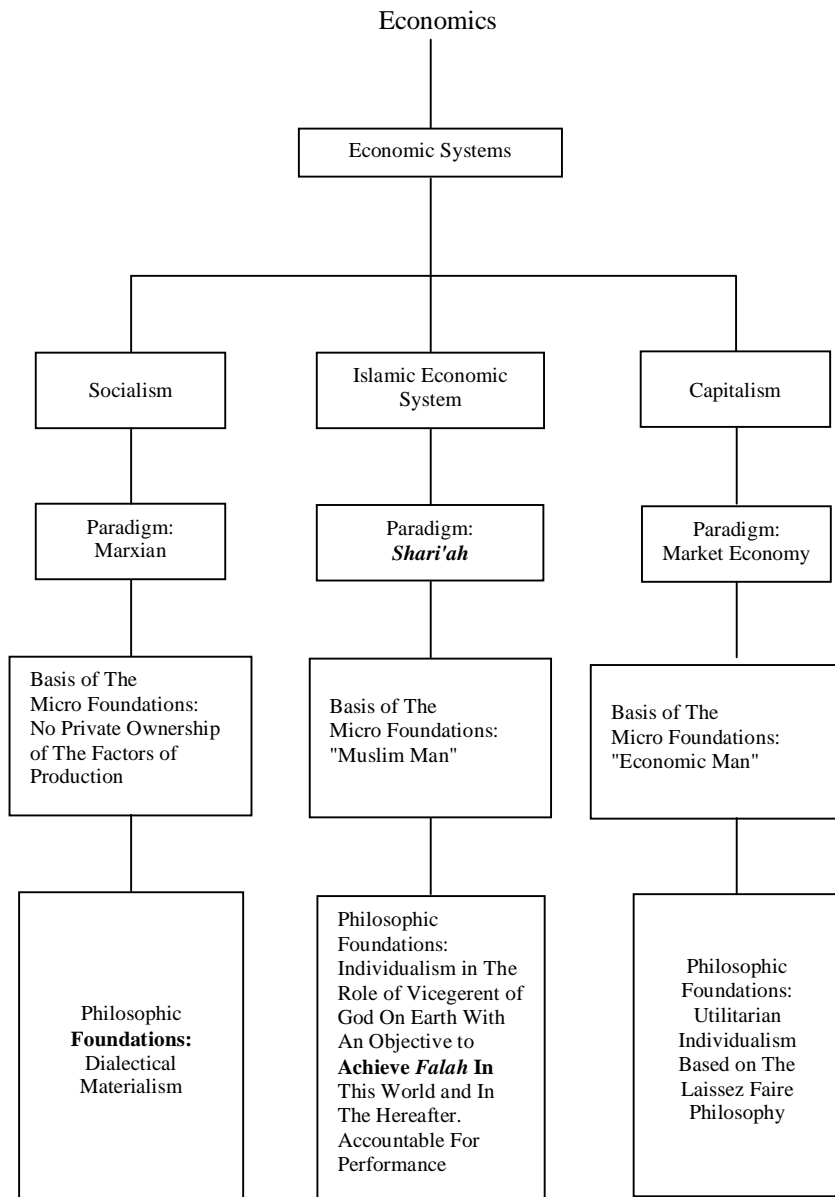 Economics
Economic Systems
Socialism
Islamic Economic
System
Capitalism
Paradigm:
Marxian
Paradigm:
Shari'ah
Paradigm:
Market Economy
Basis of The
Micro Foundations:
No Private Ownership
of The Factors of
Production
Basis of The
Micro Foundations:
"Muslim Man"
Basis of The
Micro Foundations:
"Economic Man"
Philosophic
Foundations:
Dialectical
Materialism
Philosophic
Foundations:
Individualism in The
Role of Vicegerent of
God On Earth With
An Objective to
Achieve Falah In
This World and In
The Hereafter.
Accountable For
Performance
Philosophic
Foundations:
Utilitarian
Individualism
Based on The
Laissez Faire
Philosophy